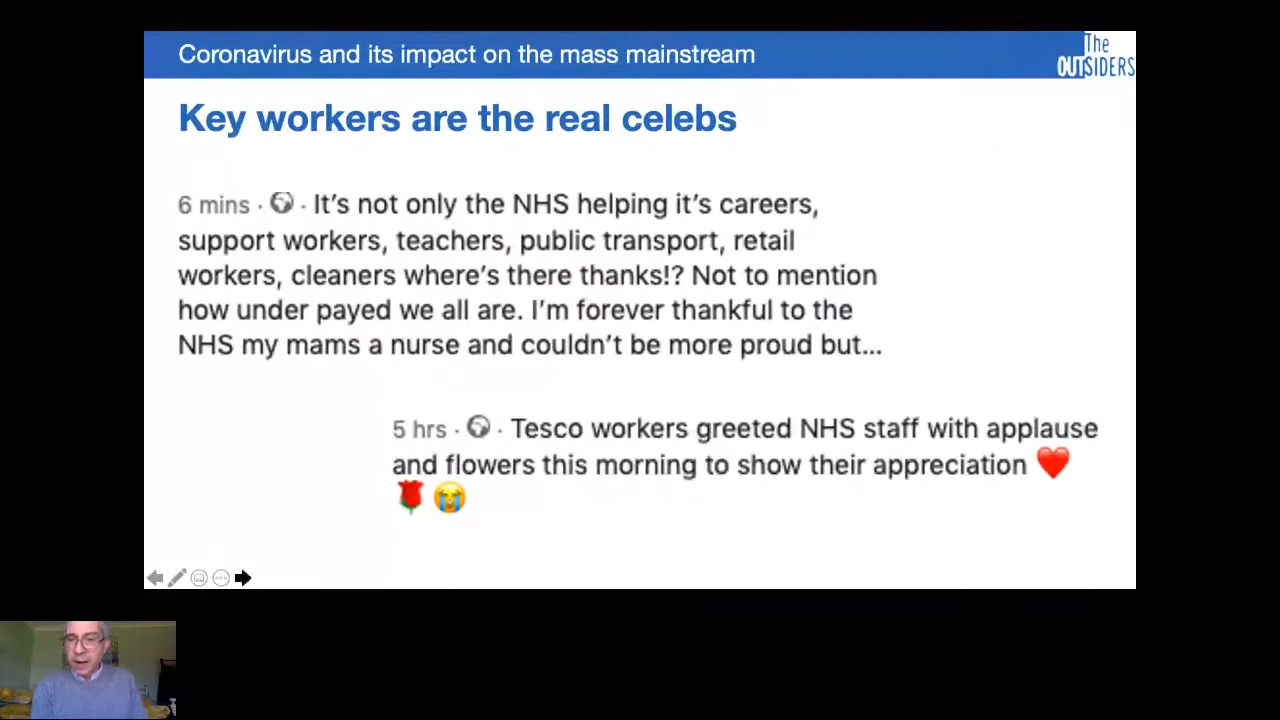 Coronavirus and its impact on the mass mainstream
The
OUTSIDERS
Key workers are the real celebs
6 mins · · It’s not only the NHS helping it’s careers,
support workers, teachers, public transport, retail
workers, cleaners where’s there thanks!? Not to mention
how under payed we all are. I’m forever thankful to the
NHS my mams a nurse and couldn’t be more proud but...
5 hrs · · Tesco workers greeted NHS staff with applause
and flowers this morning to show their appreciation ❤️
🌹 😭